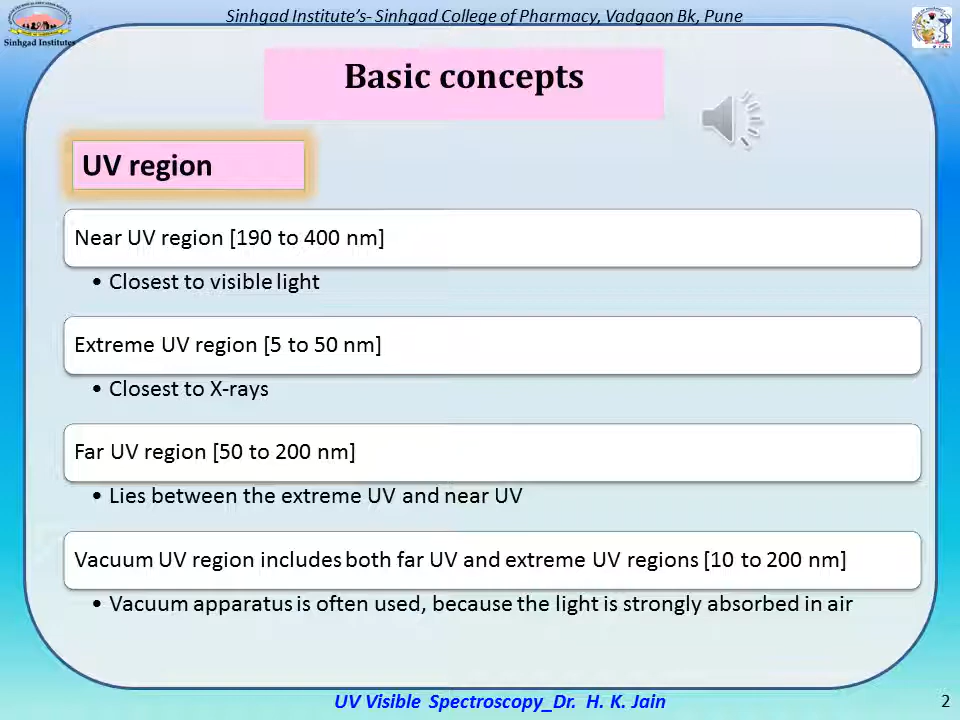 Sinhgad Institute's- Sinhgad College of Pharmacy, Vadgaon Bk, Pune
Sinhgad Institutes
Basic concepts
UV region
Near UV region [190 to 400 nm]
• Closest to visible light
Extreme UV region [5 to 50 nm]
• Closest to X-rays
Far UV region [50 to 200 nm]
• Lies between the extreme UV and near UV
Vacuum UV region includes both far UV and extreme UV regions [10 to 200 nm]
• Vacuum apparatus is often used, because the light is strongly absorbed in air
UV Visible Spectroscopy_Dr. H. K. Jain
2